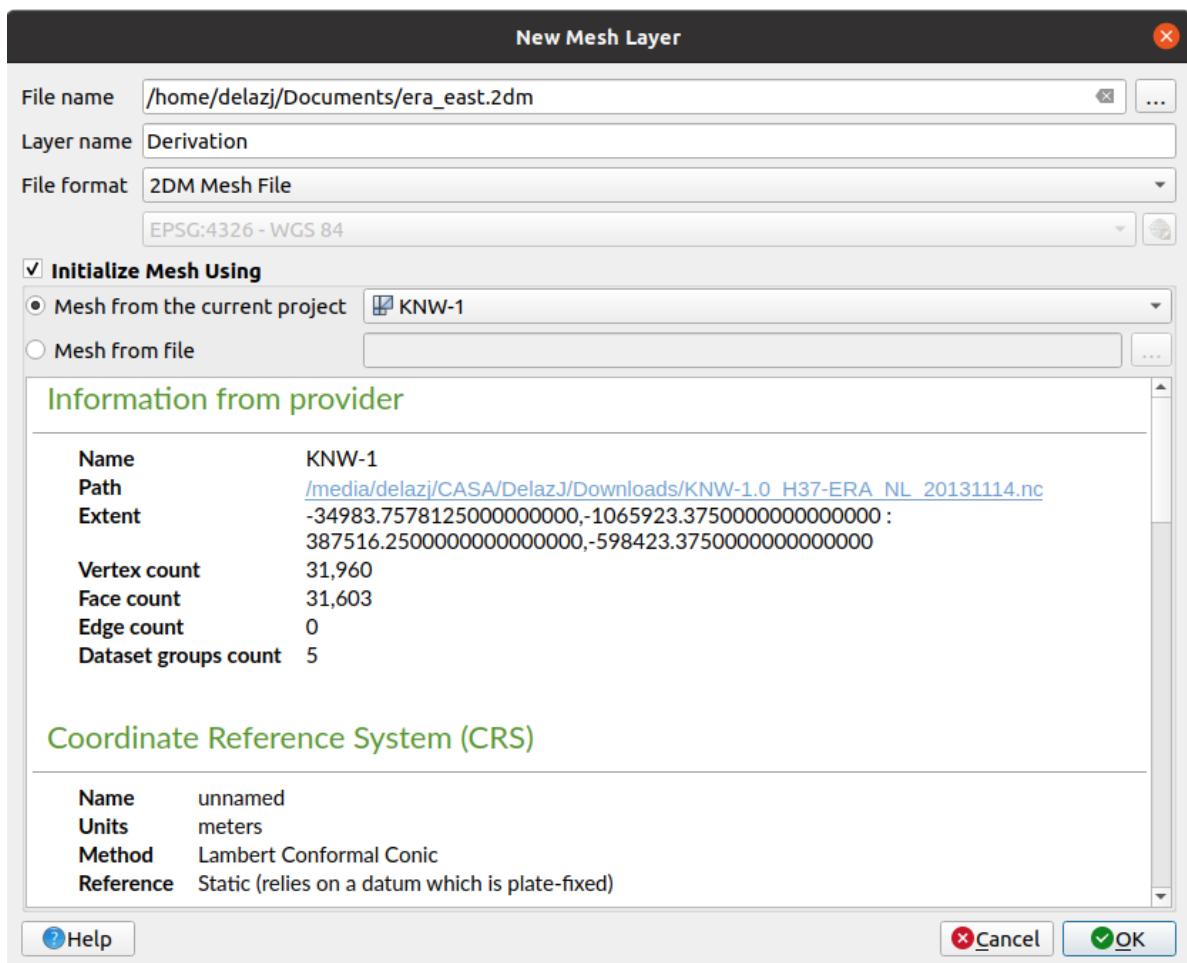 New Mesh Layer
File name /home/delazj/Documents/era_east.2dm ...
Layer name Derivation
File format 2DM Mesh File
EPSG:4326 - WGS 84
Initialize Mesh Using
Mesh from the current project KNW-1
Mesh from file ...
Information from provider
Name KNW-1
Path /media/delazj/CASA/DelazJ/Downloads/KNW-1.0_H37-ERA_NL_20131114.nc
Extent -34983.7578125000000000,-1065923.3750000000000000 :
387516.2500000000000000,-598423.3750000000000000
Vertex count 31,960
Face count 31,603
Edge count 0
Dataset groups count 5
Coordinate Reference System (CRS)
Name unnamed
Units meters
Method Lambert Conformal Conic
Reference Static (relies on a datum which is plate-fixed)
Help Cancel OK